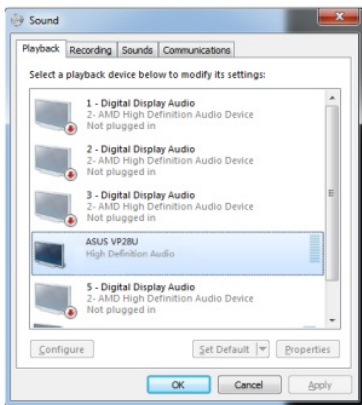 Sound
Playback Recording Sounds Communications
Select a playback device below to modify its settings:
1 - Digital Display Audio
2- AMD High Definition Audio Device
Not plugged in
2 - Digital Display Audio
2- AMD High Definition Audio Device
Not plugged in
3 - Digital Display Audio
2- AMD High Definition Audio Device
Not plugged in
ASUS VP28U
High Definition Audio
5 - Digital Display Audio
2- AMD High Definition Audio Device
Not plugged in
Configure Set Default Properties
OK Cancel Apply